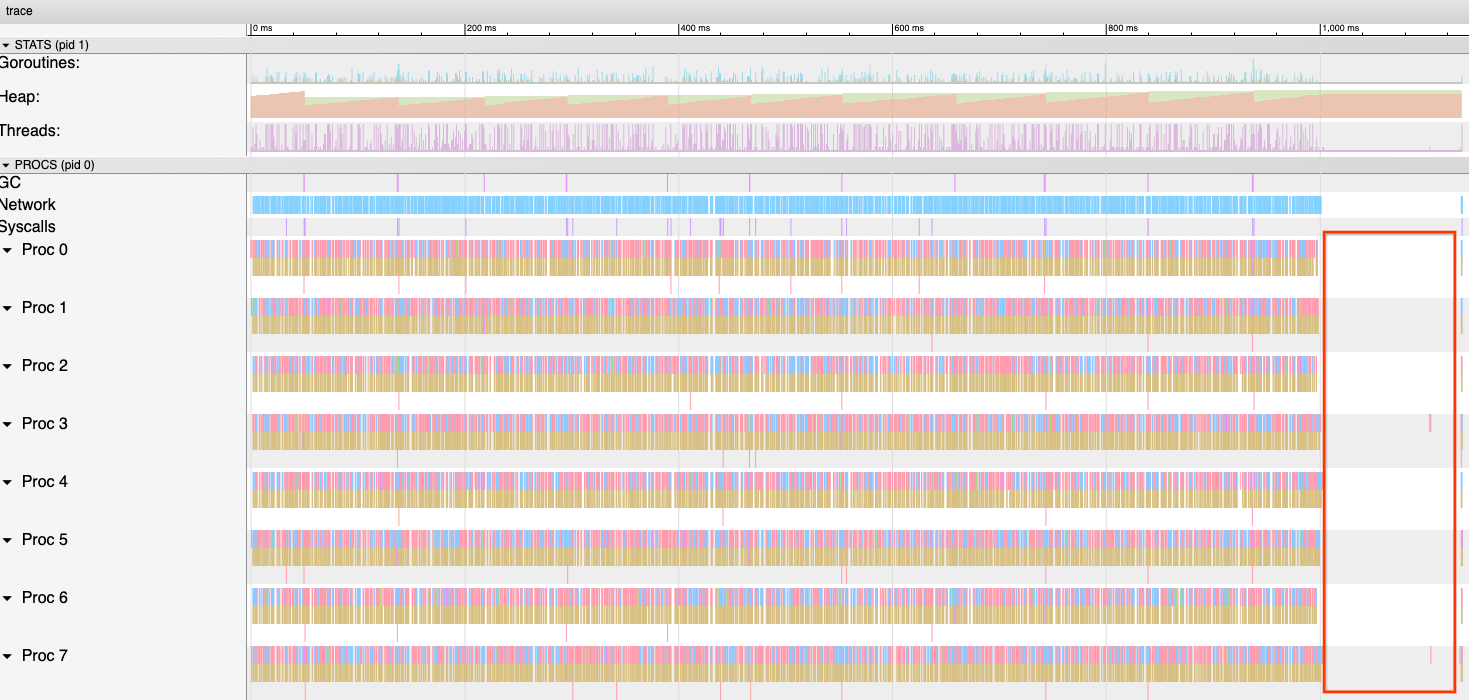 trace
0 ms
200 ms
400 ms
600 ms
800 ms
1,000 ms
STATS (pid 1)
Goroutines:
Heap:
Threads:
PROCS (pid 0)
GC
Network
Syscalls
Proc 0
Proc 1
Proc 2
Proc 3
Proc 4
Proc 5
Proc 6
Proc 7